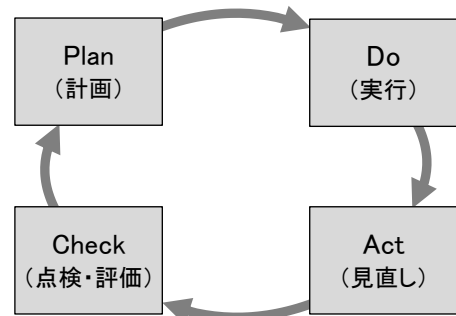 Plan
（計画）
Do
（実行）
Check
（点検・評価）
Act
（見直し）